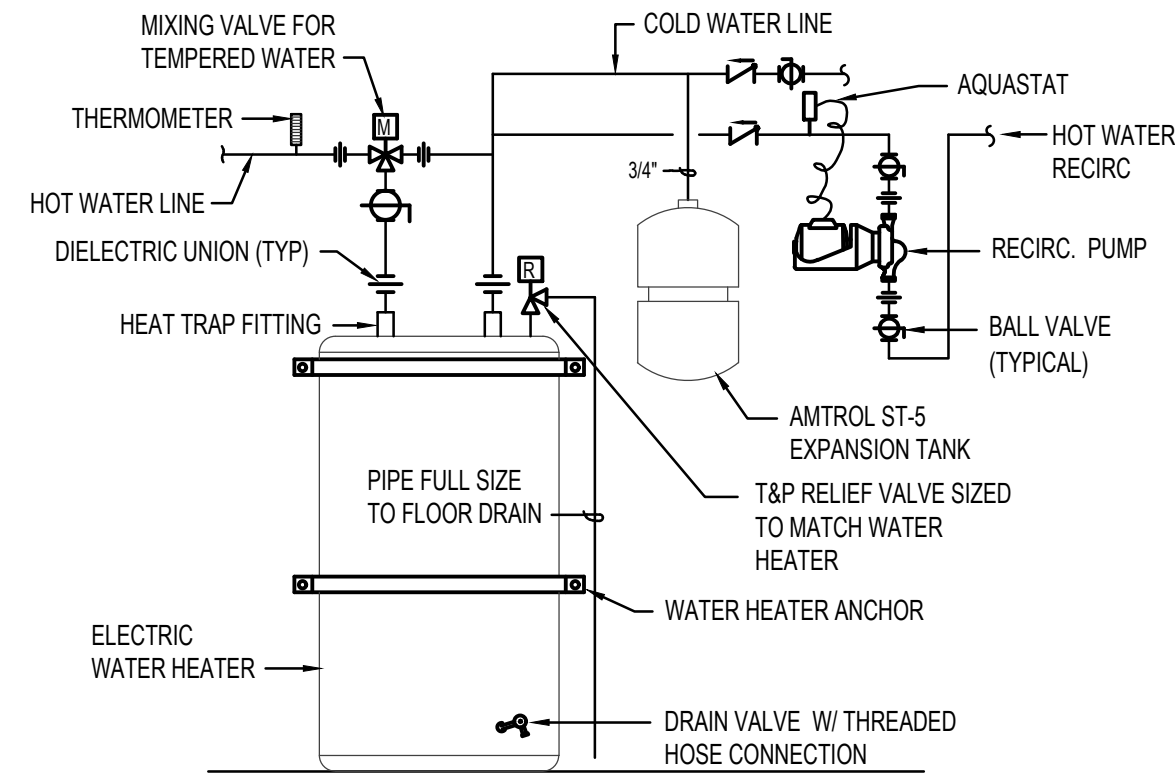 MIXING VALVE FOR
TEMPERED WATER
COLD WATER LINE
AQUASTAT
THERMOMETER
M
HOT WATER
RECIRC
3/4"
HOT WATER LINE
DIELECTRIC UNION (TYP)
R
RECIRC. PUMP
HEAT TRAP FITTING
BALL VALVE
(TYPICAL)
AMTROL ST-5
EXPANSION TANK
PIPE FULL SIZE
TO FLOOR DRAIN
T&P RELIEF VALVE SIZED
TO MATCH WATER
HEATER
WATER HEATER ANCHOR
ELECTRIC
WATER HEATER
DRAIN VALVE W/ THREADED
HOSE CONNECTION